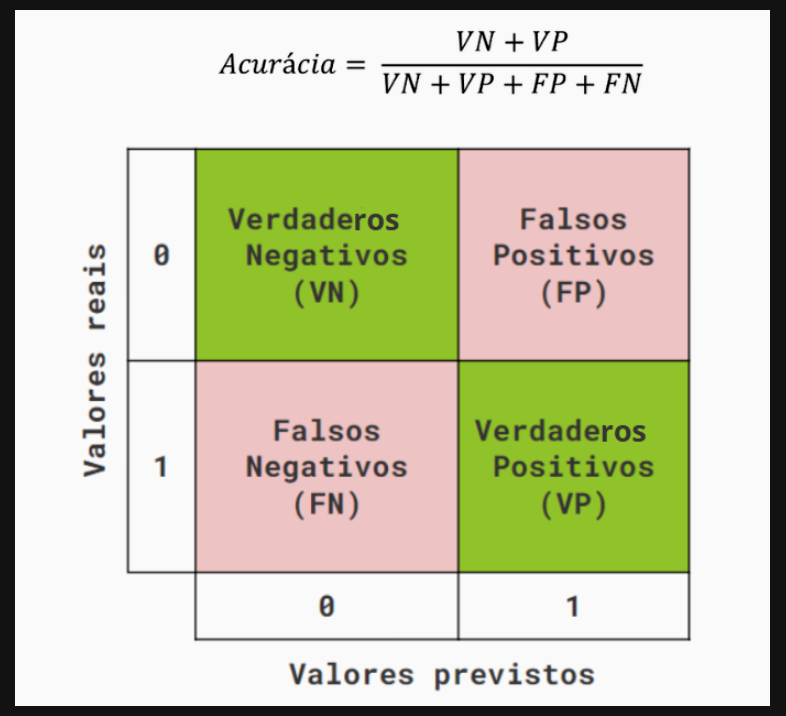 Acurácia = VN + VP / VN + VP + FP + FN
Verdaderos
Negativos
(VN)
Falsos
Positivos
(FP)
0
Valores reais
Falsos
Negativos
(FN)
Verdaderos
Positivos
(VP)
1
0
1
Valores previstos